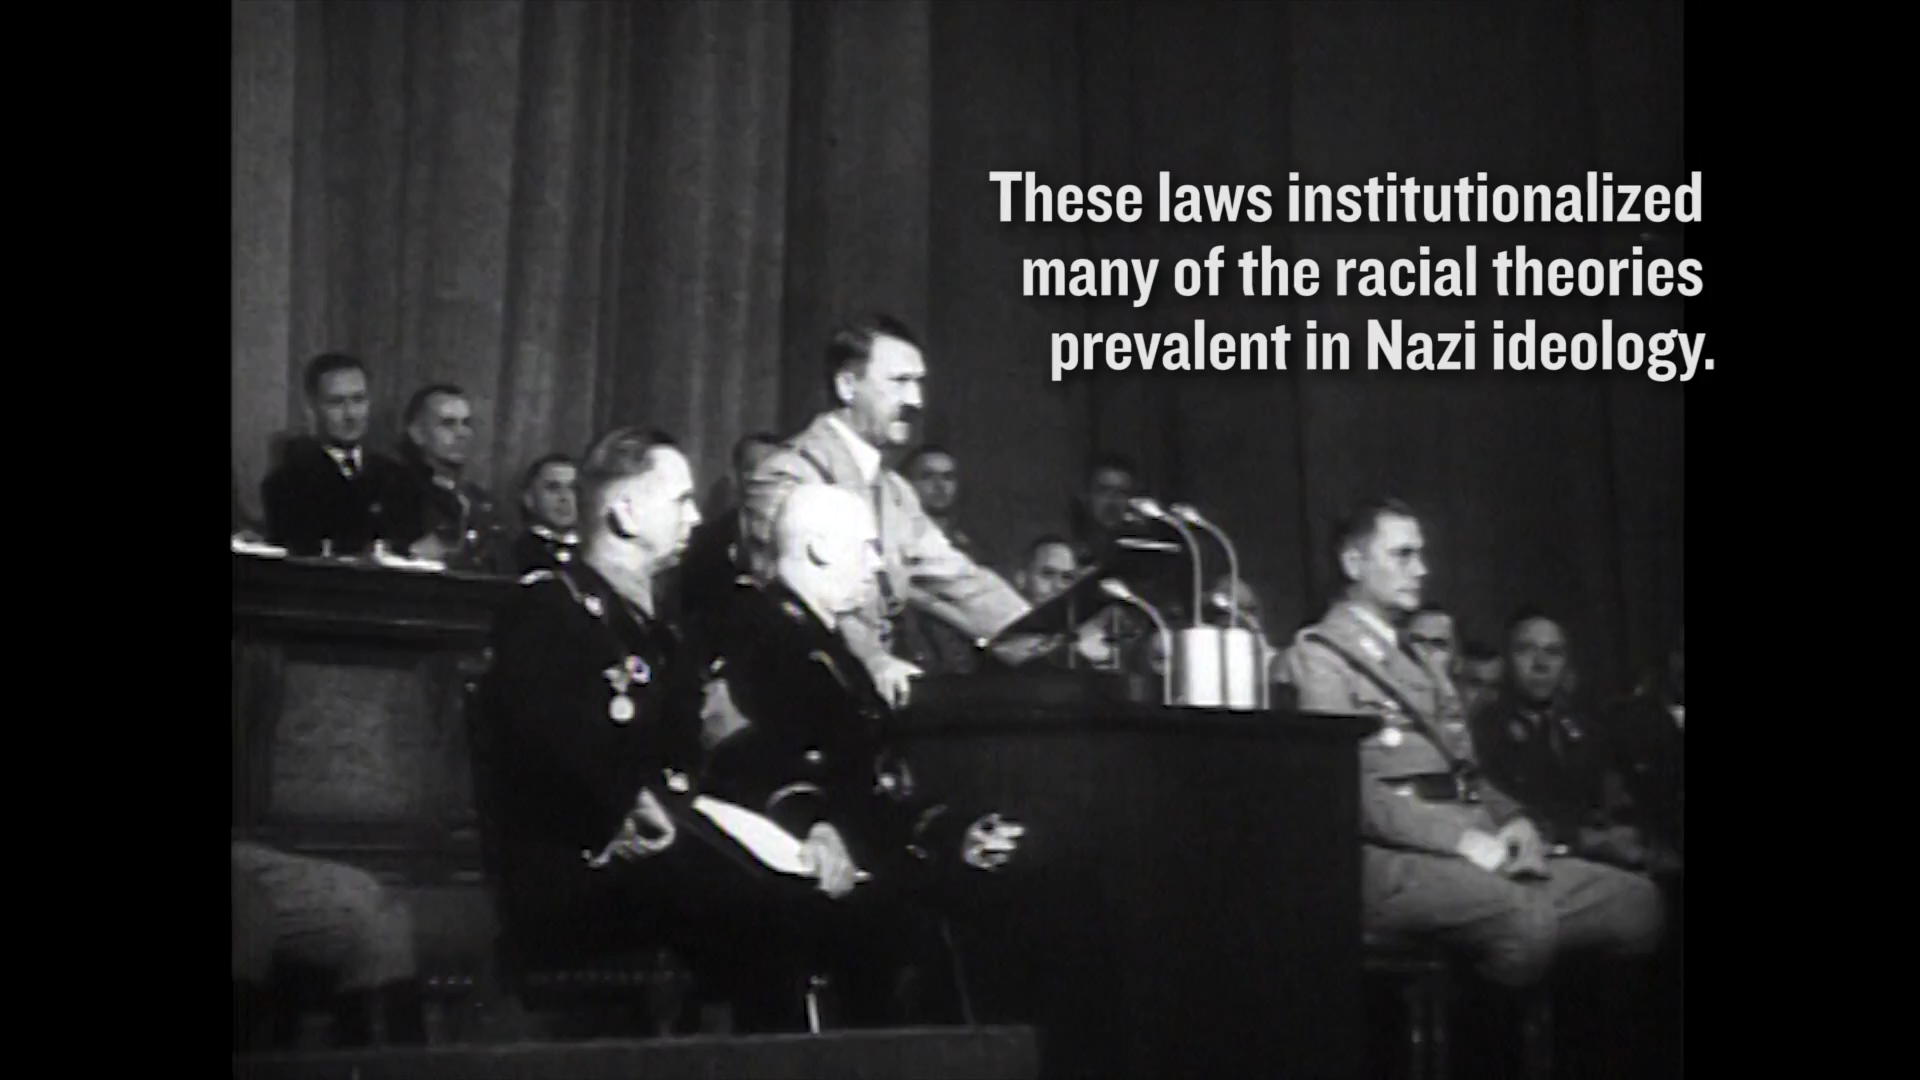 These laws institutionalized
many of the racial theories
prevalent in Nazi ideology.